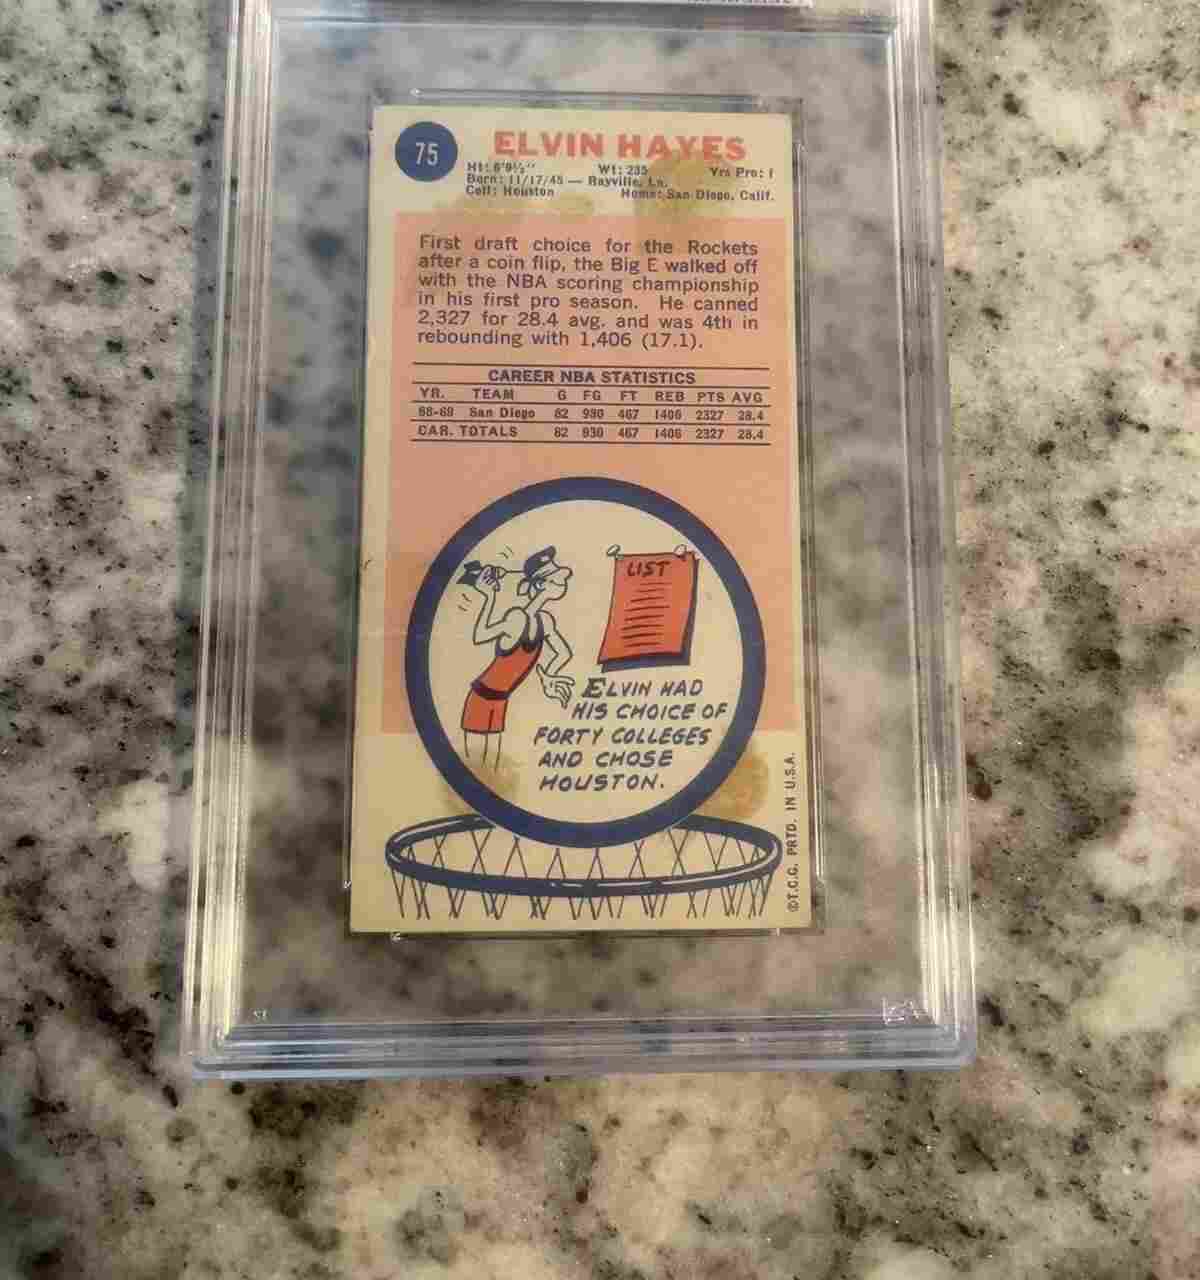 75
ELVIN HAYES
Ht: 6'9½" Wt: 235 Yrs Pro: 1
Born: 11/17/45 — Rayville, La.
Coll: Houston Home: San Diego, Calif.
First draft choice for the Rockets
after a coin flip, the Big E walked off
with the NBA scoring championship
in his first pro season. He canned
2,327 for 28.4 avg. and was 4th in
rebounding with 1,406 (17.1).
CAREER NBA STATISTICS
YR. TEAM G FG FT REB PTS AVG
68-69 San Diego 82 930 467 1406 2327 28.4
CAR. TOTALS 82 930 467 1406 2327 28.4
LIST
ELVIN HAD
HIS CHOICE OF
FORTY COLLEGES
AND CHOSE
HOUSTON.
©T.C.G. PRTD. IN U.S.A.